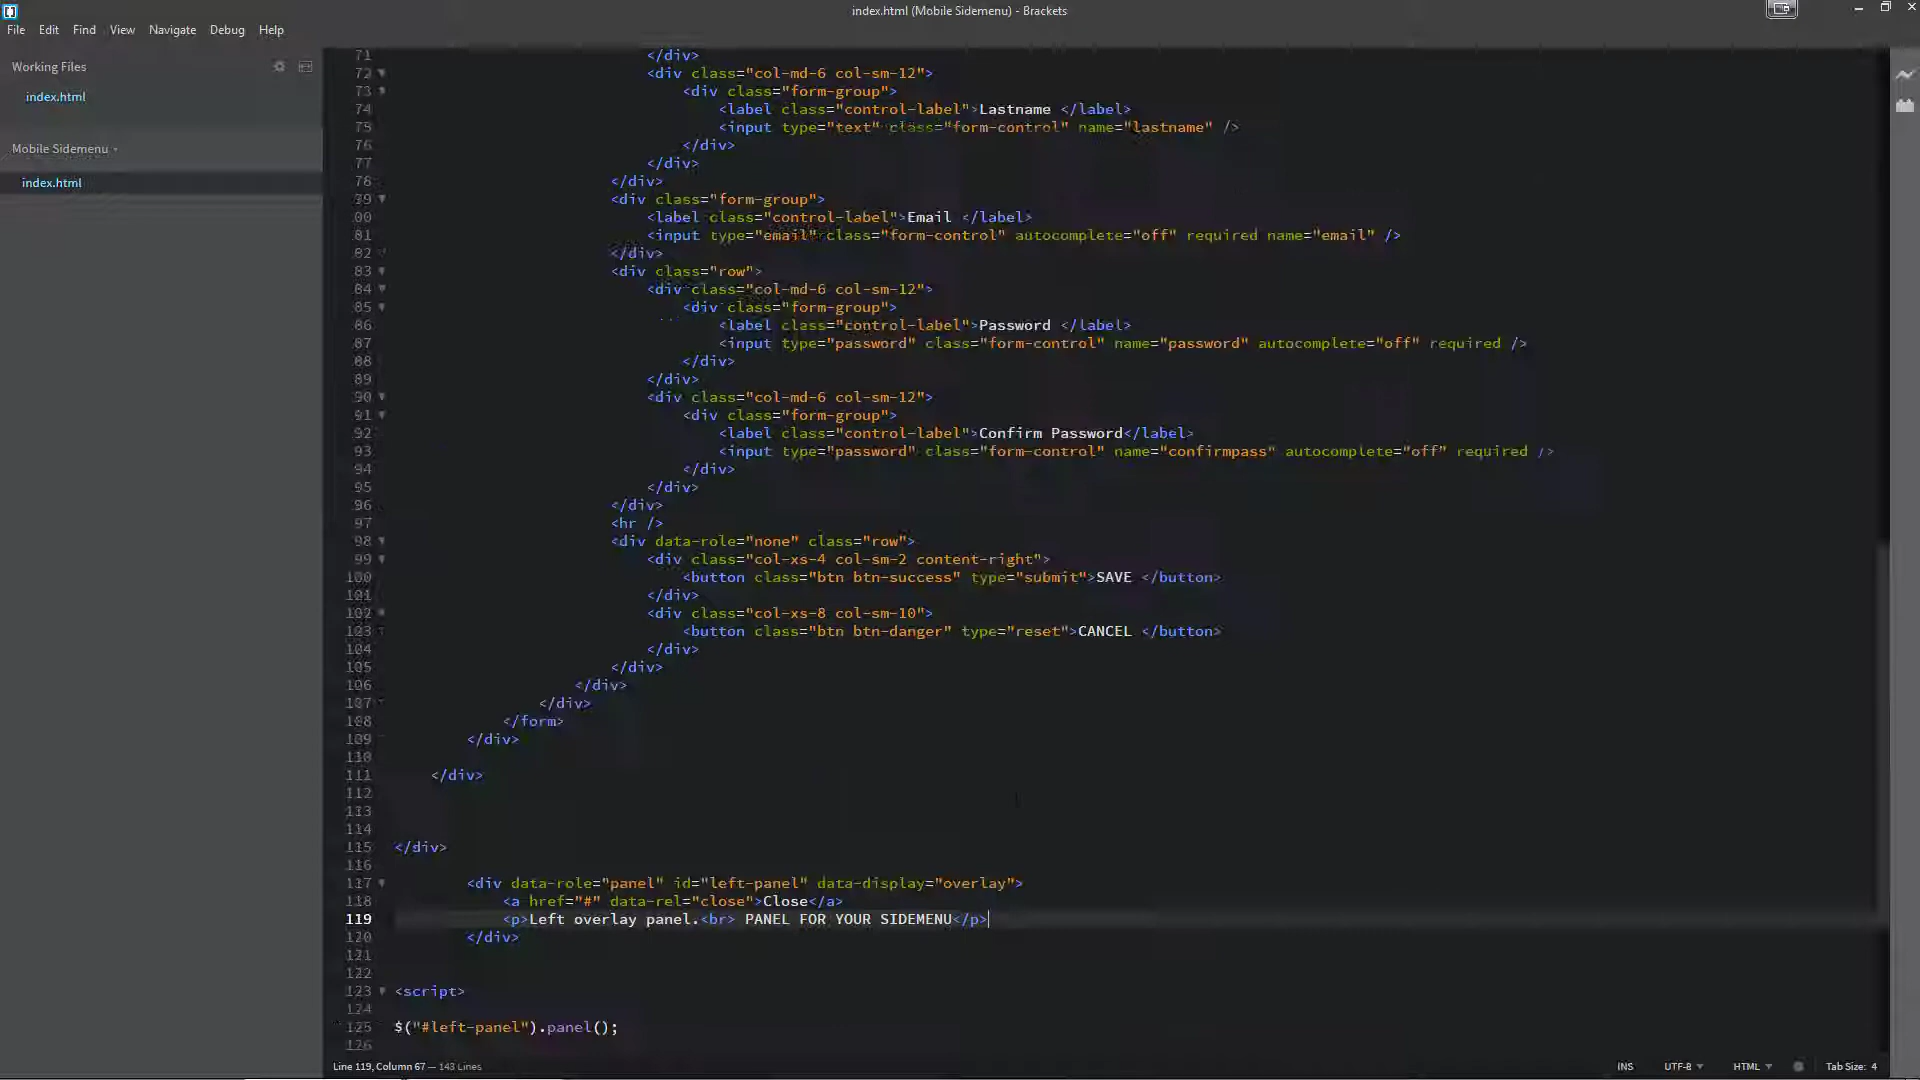 index.html (Mobile Sidemenu) - Brackets
File Edit Find View Navigate Debug Help
Working Files
index.html
Mobile Sidemenu
index.html
71 </div>
72 <div class="col-md-6 col-sm-12">
73 <div class="form-group">
74 <label class="control-label">Lastname </label>
75 <input type="text" class="form-control" name="lastname" />
76 </div>
77 </div>
78 </div>
<div class="form-group">
<label class="control-label">Email </label>
81 <input type="email" class="form-control" autocomplete="off" required name="email" />
82 </div>
83 <div class="row">
84 <div class="col-md-6 col-sm-12">
85 <div class="form-group">
86 <label class="control-label">Password </label>
87 <input type="password" class="form-control" name="password" autocomplete="off" required />
88 </div>
89 </div>
90 <div class="col-md-6 col-sm-12">
91 <div class="form-group">
92 <label class="control-label">Confirm Password</label>
93 <input type="password" class="form-control" name="confirmpass" autocomplete="off" required />
94 </div>
95 </div>
96 </div>
97 <hr />
98 <div data-role="none" class="row">
99 <div class="col-xs-4 col-sm-2 content-right">
100 <button class="btn btn-success" type="submit">SAVE </button>
101 </div>
102 <div class="col-xs-8 col-sm-10">
103 <button class="btn btn-danger" type="reset">CANCEL </button>
104 </div>
105 </div>
106 </div>
107 </div>
108 </form>
109 </div>
110
111 </div>
112
113
114
115 </div>
116
117 <div data-role="panel" id="left-panel" data-display="overlay">
118 <a href="#" data-rel="close">Close</a>
119 <p>Left overlay panel.<br> PANEL FOR YOUR SIDEMENU</p>
120 </div>
121
122
123 <script>
124
125 $("#left-panel").panel();
126
Line 119, Column 67 — 143 Lines
INS UTF-8 HTML Tab Size: 4